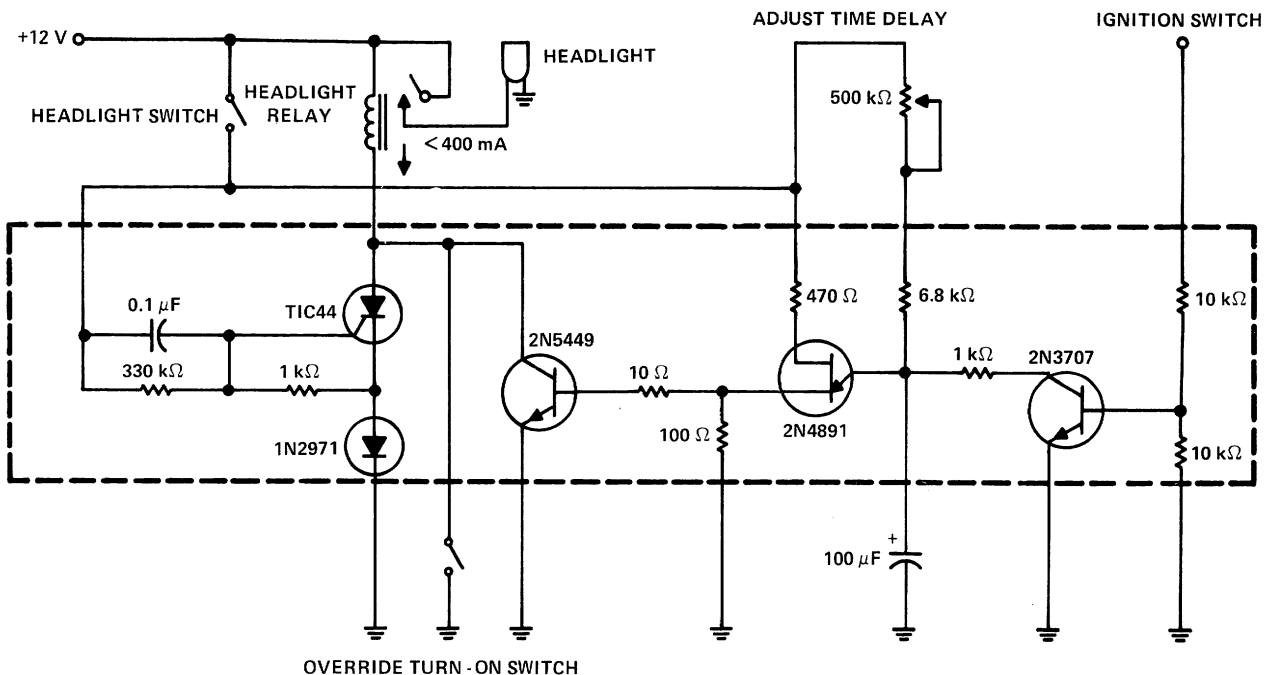 ADJUST TIME DELAY
IGNITION SWITCH
+12 V
HEADLIGHT
HEADLIGHT SWITCH
HEADLIGHT
RELAY
500 kΩ
< 400 mA
0.1 µF
TIC44
470 Ω
6.8 kΩ
10 kΩ
2N5449
330 kΩ
1 kΩ
10 Ω
1 kΩ
2N3707
1N2971
100 Ω
2N4891
10 kΩ
+
100 µF
OVERRIDE TURN-ON SWITCH